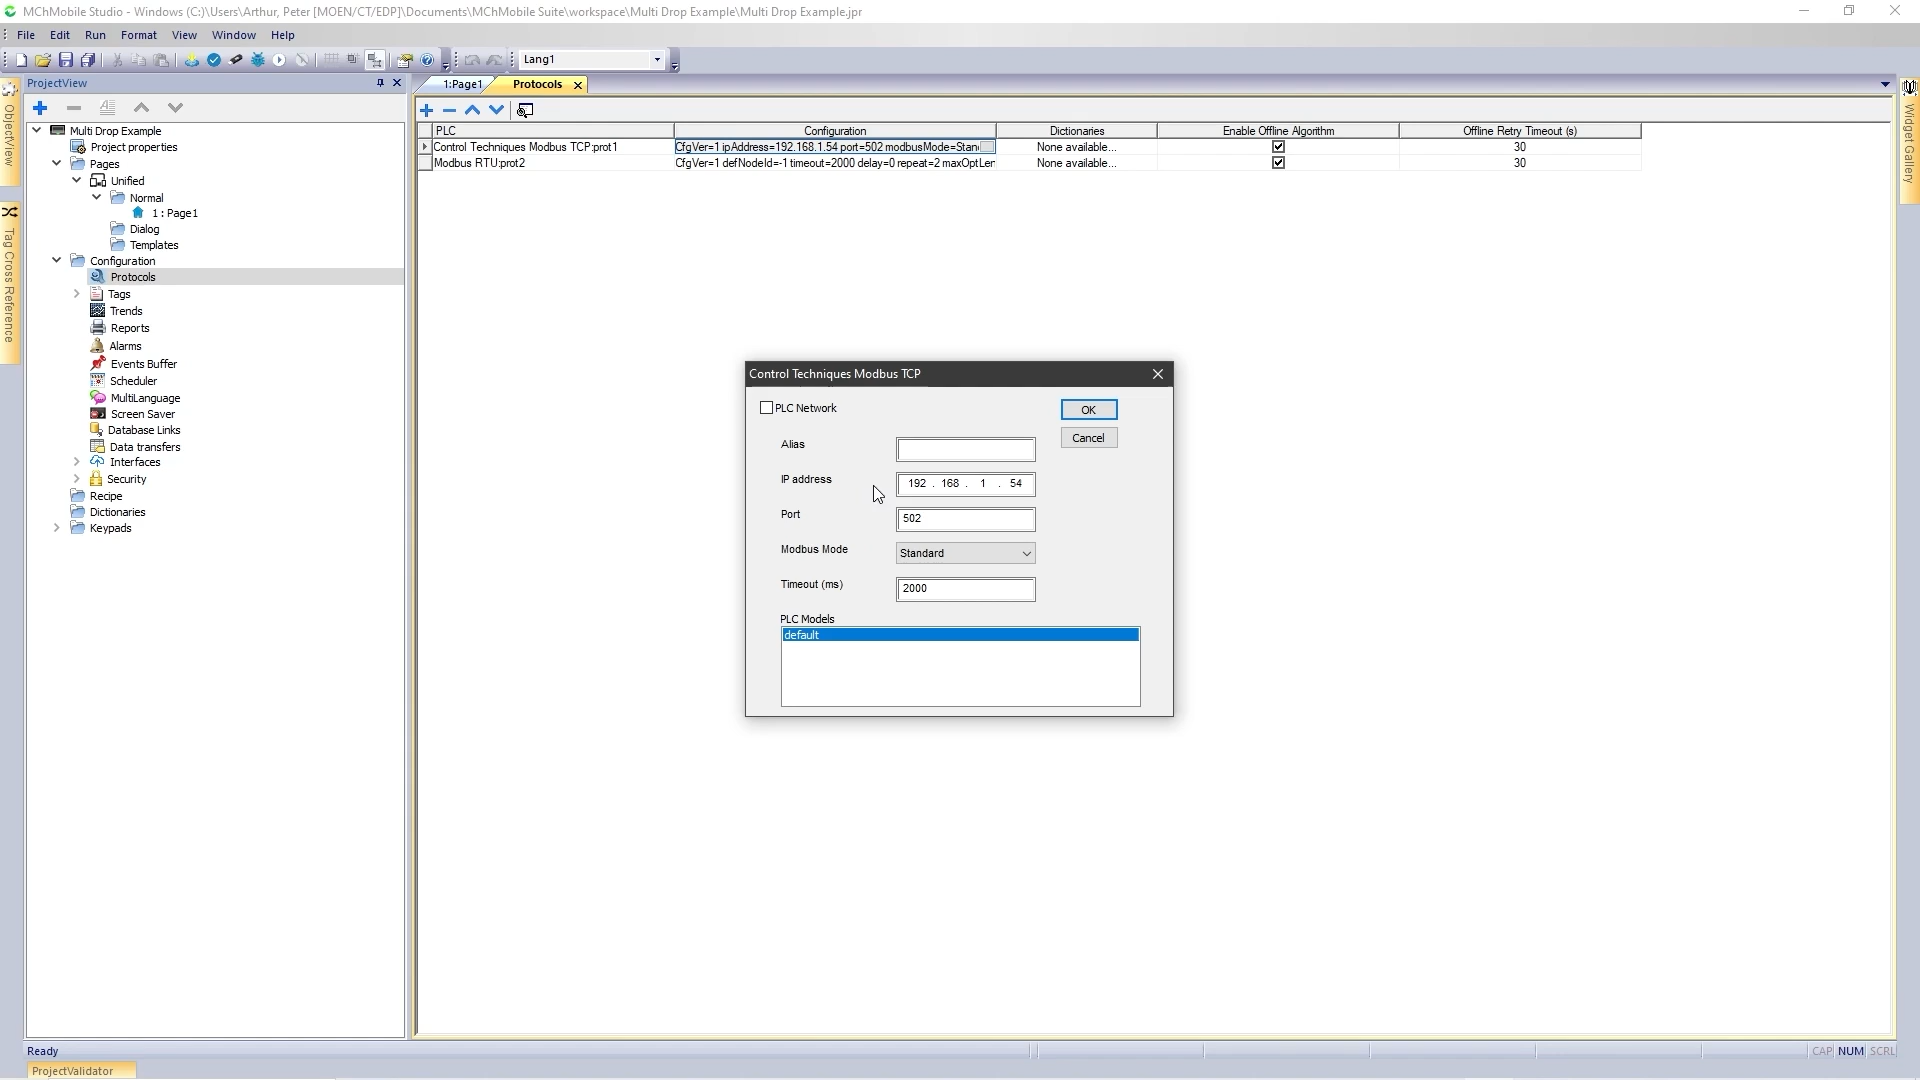 MChMobile Studio - Windows (C:)\Users\Arthur, Peter [MOEN/CT/EDP]\Documents\MChMobile Suite\workspace\Multi Drop Example\Multi Drop Example.jpr
File Edit Run Format View Window Help
Lang1
ProjectView
1:Page1 Protocols
ObjectView
Tag Cross Reference
Widget Gallery
Multi Drop Example
Project properties
Pages
Unified
Normal
1 : Page1
Dialog
Templates
Configuration
Protocols
Tags
Trends
Reports
Alarms
Events Buffer
Scheduler
MultiLanguage
Screen Saver
Database Links
Data transfers
Interfaces
Security
Recipe
Dictionaries
Keypads
PLC Configuration Dictionaries Enable Offline Algorithm Offline Retry Timeout (s)
Control Techniques Modbus TCP:prot1 CfgVer=1 ipAddress=192.168.1.54 port=502 modbusMode=Stan None available... 30
Modbus RTU:prot2 CfgVer=1 defNodeId=-1 timeout=2000 delay=0 repeat=2 maxOptLen None available... 30
Control Techniques Modbus TCP
PLC Network
OK
Cancel
Alias
IP address 192 . 168 . 1 . 54
Port 502
Modbus Mode Standard
Timeout (ms) 2000
PLC Models
default
Ready
CAP NUM SCRL
ProjectValidator